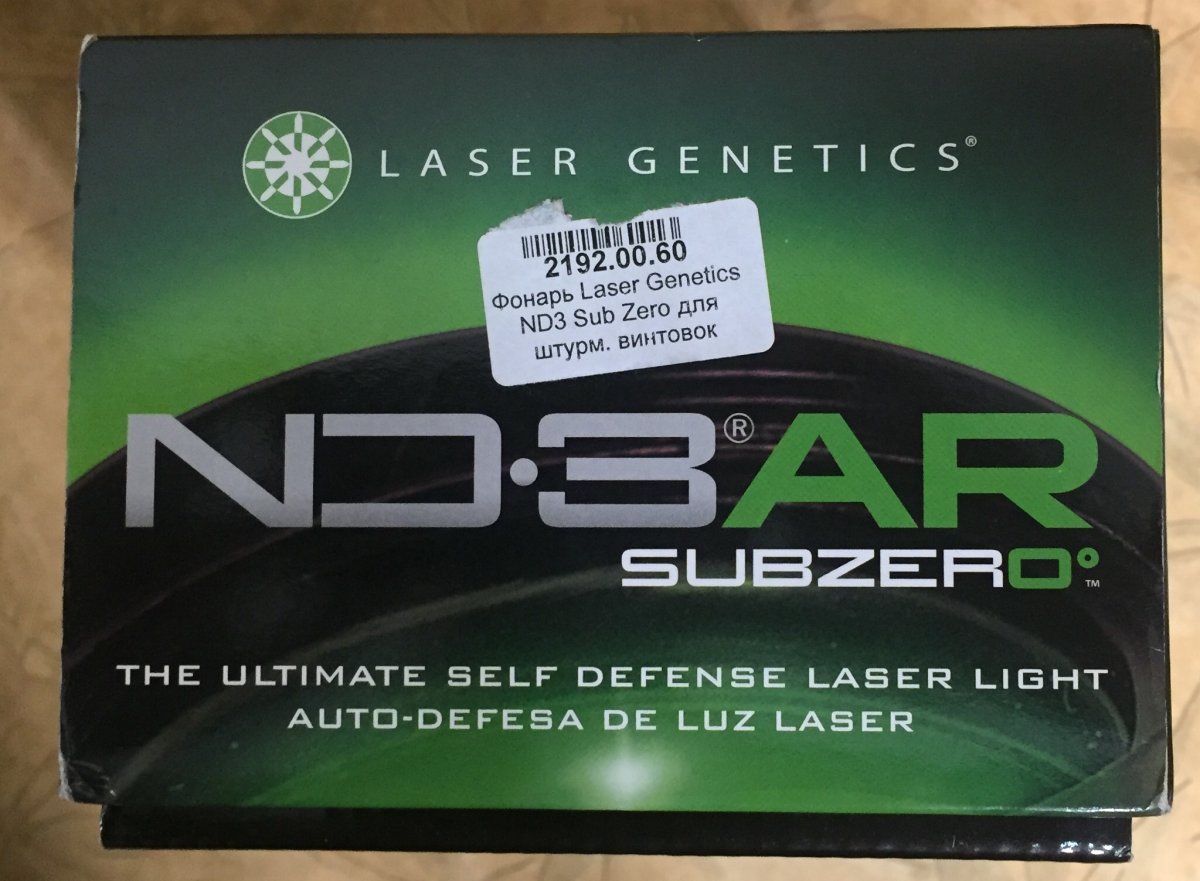 LASER GENETICS®
2192.00.60
Фонарь Laser Genetics
ND3 Sub Zero для
штурм. винтовок
ND•3®AR
SUBZERO°™
THE ULTIMATE SELF DEFENSE LASER LIGHT
AUTO-DEFESA DE LUZ LASER